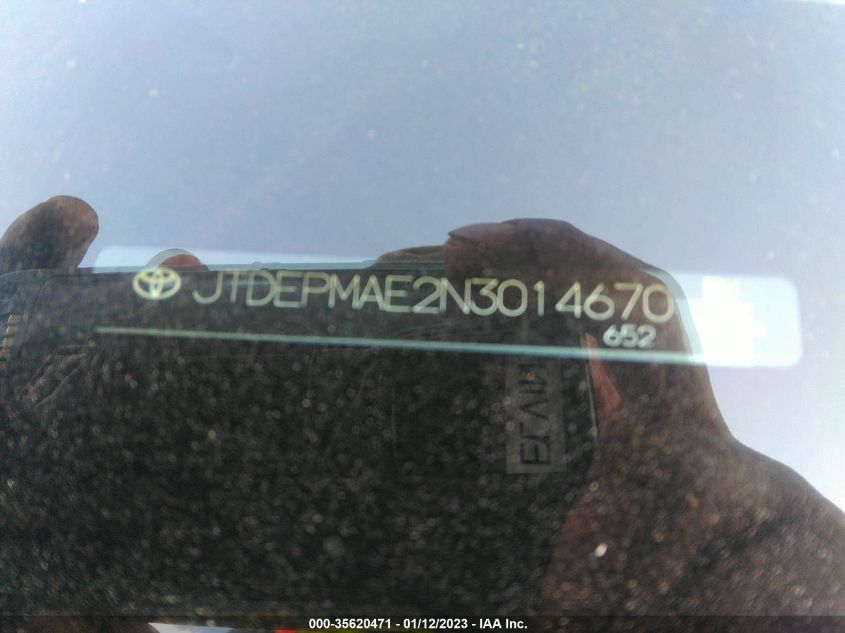 JTDEPMAE2N3014670
652
000-35620471 - 01/12/2023 - IAA Inc.